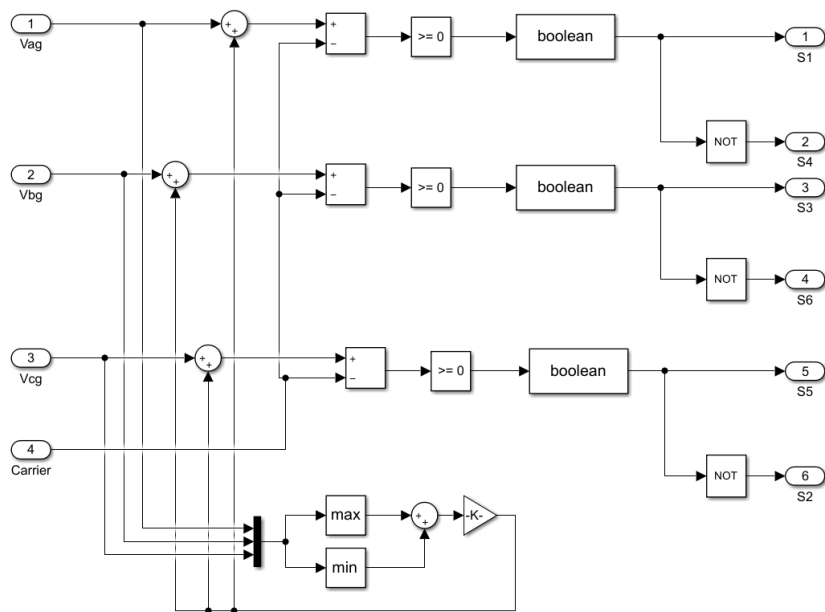 1
Vag
+
+
+
−
>= 0
boolean
1
S1
NOT
2
S4
2
Vbg
+
+
+
−
>= 0
boolean
3
S3
NOT
4
S6
3
Vcg
+
+
+
−
>= 0
boolean
5
S5
4
Carrier
NOT
6
S2
max
+
+
-K-
min